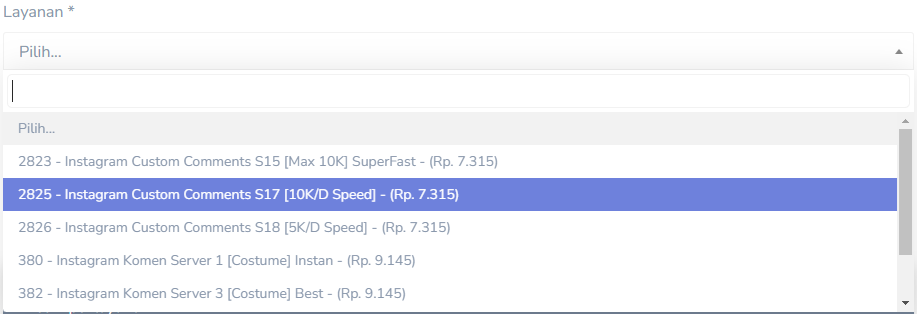 Layanan *
Pilih...
Pilih...
2823 - Instagram Custom Comments S15 [Max 10K] SuperFast - (Rp. 7.315)
2825 - Instagram Custom Comments S17 [10K/D Speed] - (Rp. 7.315)
2826 - Instagram Custom Comments S18 [5K/D Speed] - (Rp. 7.315)
380 - Instagram Komen Server 1 [Costume] Instan - (Rp. 9.145)
382 - Instagram Komen Server 3 [Costume] Best - (Rp. 9.145)